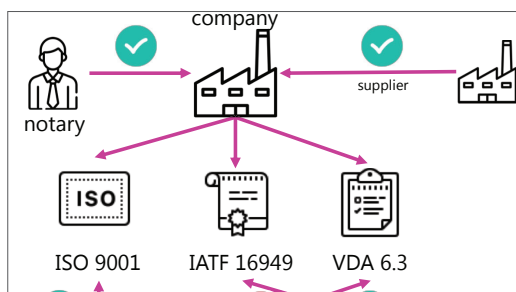 company
supplier
notary
ISO
ISO 9001
IATF 16949
VDA 6.3